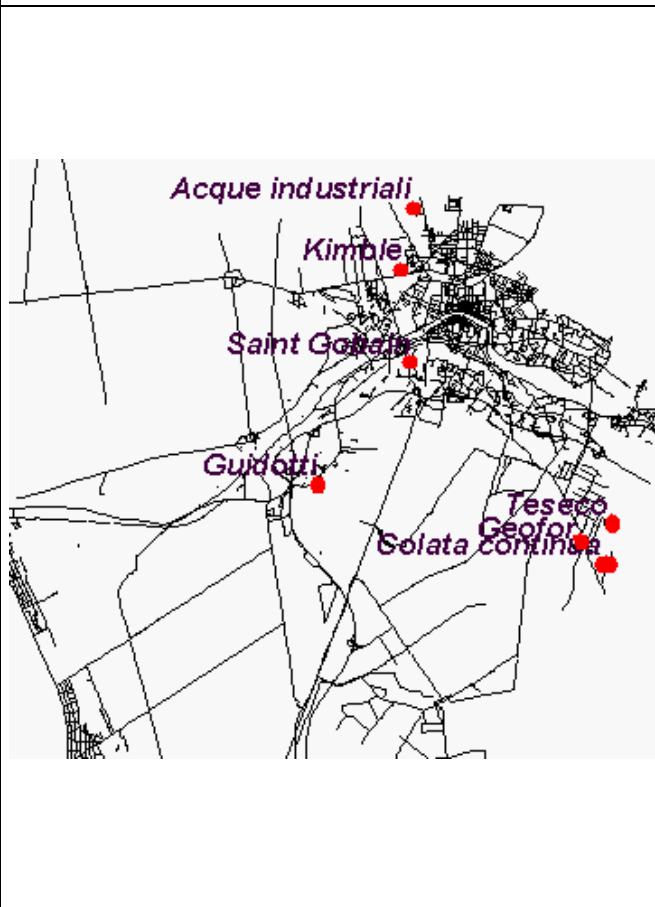 Acque industriali
Kimble
Saint Gobain
Guidotti
Teseco
Geofor
Colata continua